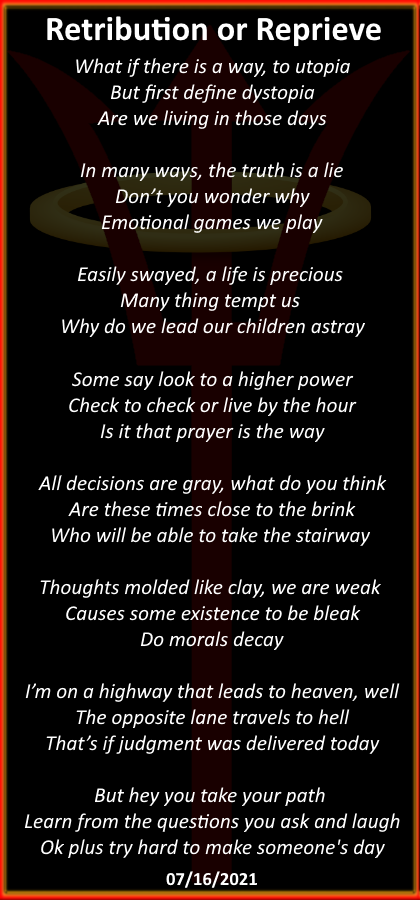 Retribution or Reprieve
What if there is a way, to utopia
But first define dystopia
Are we living in those days
In many ways, the truth is a lie
Don't you wonder why
Emotional games we play
Easily swayed, a life is precious
Many thing tempt us
Why do we lead our children astray
Some say look to a higher power
Check to check or live by the hour
Is it that prayer is the way
All decisions are gray, what do you think
Are these times close to the brink
Who will be able to take the stairway
Thoughts molded like clay, we are weak
Causes some existence to be bleak
Do morals decay
I'm on a highway that leads to heaven, well
The opposite lane travels to hell
That's if judgment was delivered today
But hey you take your path
Learn from the questions you ask and laugh
Ok plus try hard to make someone's day
07/16/2021